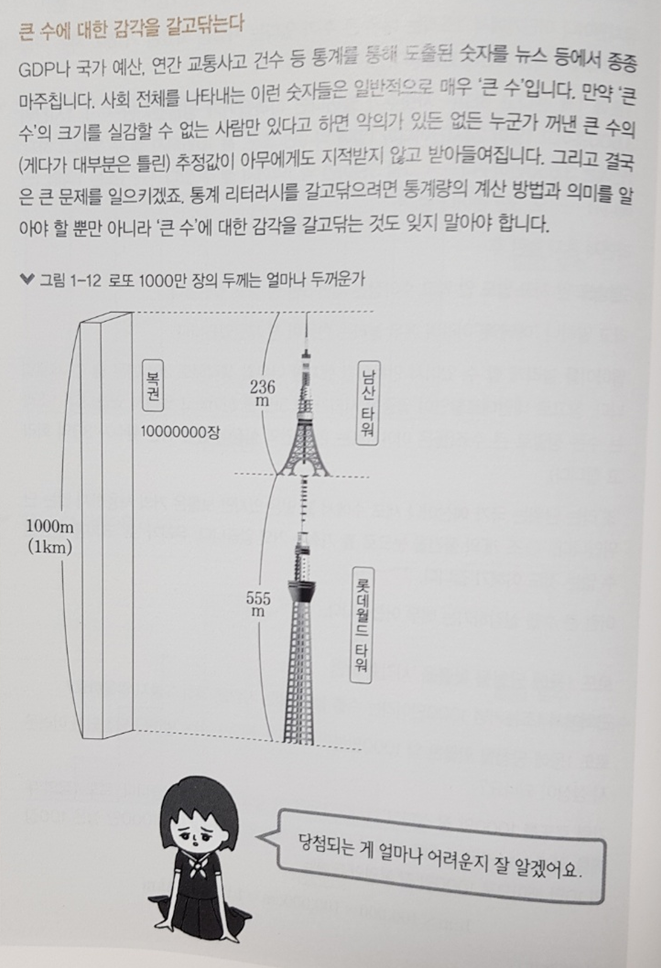 큰 수에 대한 감각을 갈고닦는다
GDP나 국가 예산, 연간 교통사고 건수 등 통계를 통해 도출된 숫자를 뉴스 등에서 종종
마주칩니다. 사회 전체를 나타내는 이런 숫자들은 일반적으로 매우 ‘큰 수’입니다. 만약 ‘큰
수’의 크기를 실감할 수 없는 사람만 있다고 하면 악의가 있든 없든 누군가 꺼낸 큰 수의
(게다가 대부분은 틀린) 추정값이 아무에게도 지적받지 않고 받아들여집니다. 그리고 결국
은 큰 문제를 일으키겠죠. 통계 리터러시를 갈고닦으려면 통계량의 계산 방법과 의미를 알
아야 할 뿐만 아니라 ‘큰 수’에 대한 감각을 갈고닦는 것도 잊지 말아야 합니다.
그림 1-12 로또 1000만 장의 두께는 얼마나 두꺼운가
복권
10000000장
236
m
남산 타워
1000m
(1km)
555
m
롯데월드 타워
당첨되는 게 얼마나 어려운지 잘 알겠어요.